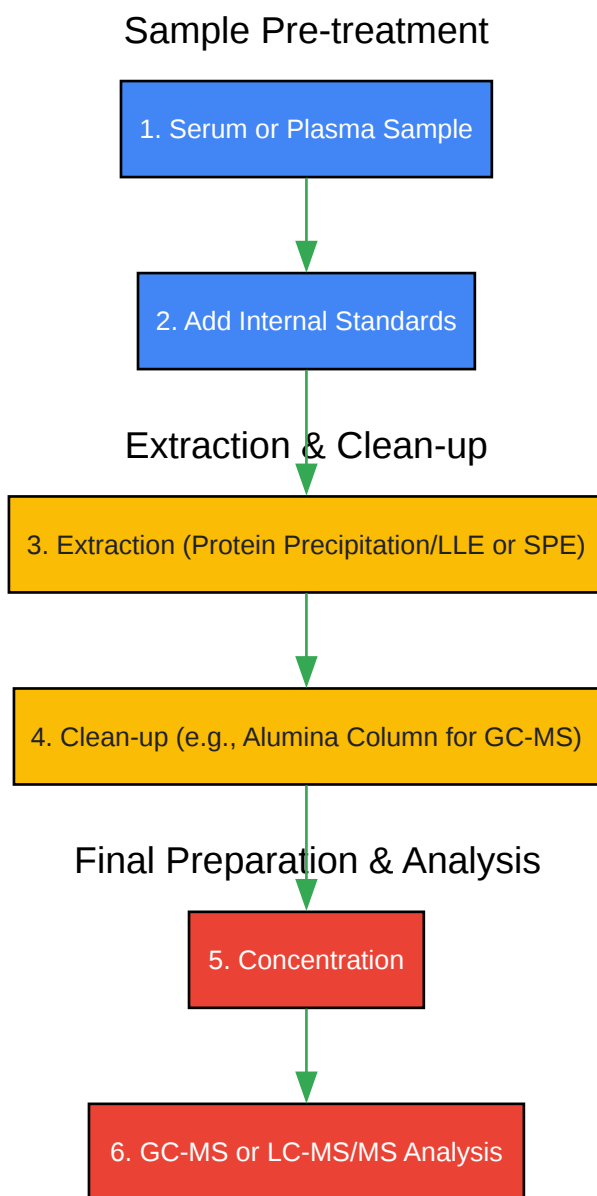 Sample Pre-treatment
1. Serum or Plasma Sample
2. Add Internal Standards
Extraction & Clean-up
3. Extraction (Protein Precipitation/LLE or SPE)
4. Clean-up (e.g., Alumina Column for GC-MS)
Final Preparation & Analysis
5. Concentration
6. GC-MS or LC-MS/MS Analysis